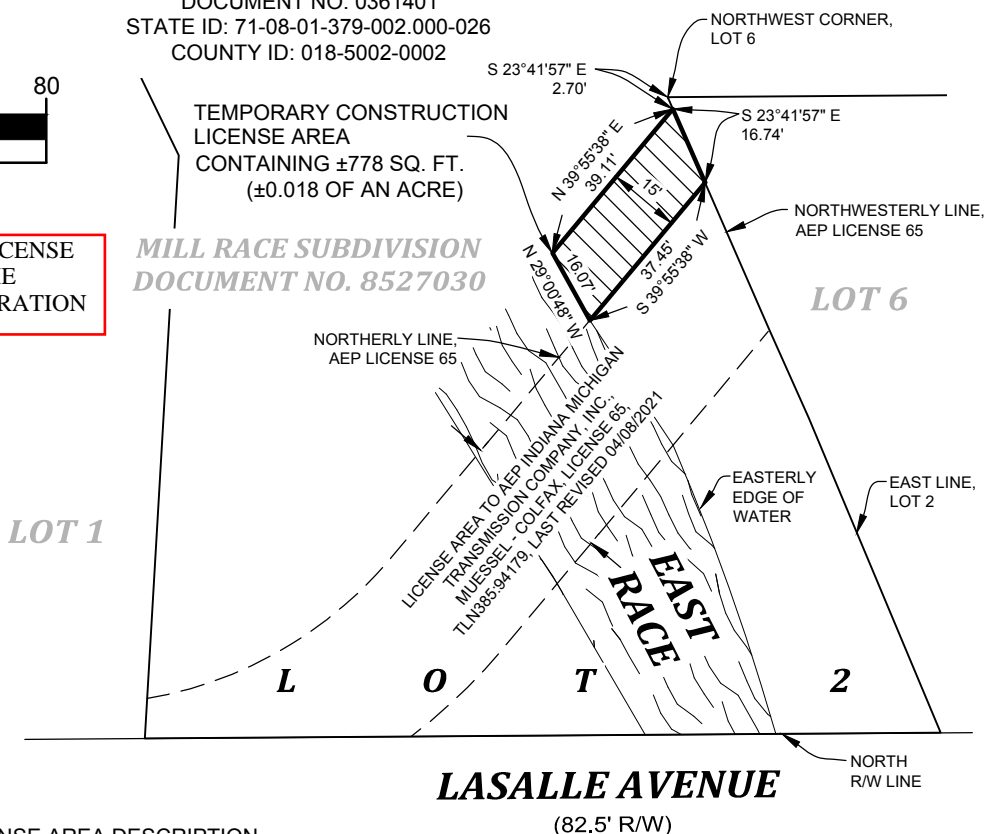 DOCUMENT NO. 0361401
STATE ID: 71-08-01-379-002.000-026
COUNTY ID: 018-5002-0002
NORTHWEST CORNER,
LOT 6
80
S 23°41'57" E
2.70'
TEMPORARY CONSTRUCTION
LICENSE AREA
CONTAINING ±778 SQ. FT.
(±0.018 OF AN ACRE)
S 23°41'57" E
16.74'
N 39°55'38" E
39.11'
15'
37.45'
S 39°55'38" W
16.07'
N 29°00'48" W
NORTHWESTERLY LINE,
AEP LICENSE 65
MILL RACE SUBDIVISION
DOCUMENT NO. 8527030
LOT 6
NORTHERLY LINE,
AEP LICENSE 65
LICENSE AREA TO AEP INDIANA MICHIGAN
TRANSMISSION COMPANY, INC.,
MUESSEL - COLFAX, LICENSE 65,
TLN385:94179, LAST REVISED 04/08/2021
EASTERLY
EDGE OF
WATER
EAST LINE,
LOT 2
LOT 1
EAST
RACE
L O T 2
NORTH
R/W LINE
LASALLE AVENUE
(82.5' R/W)